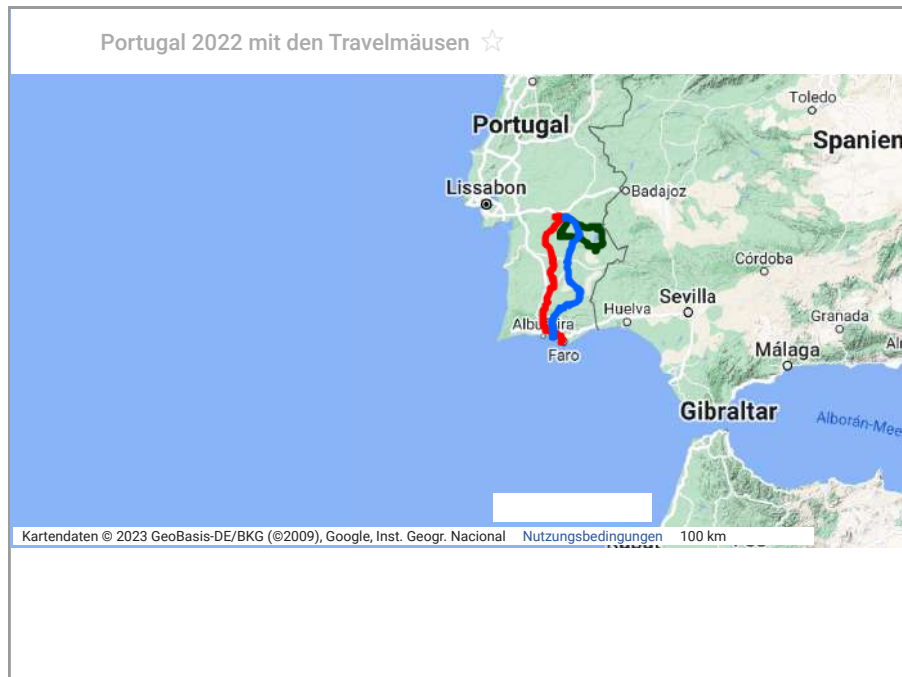 Portugal 2022 mit den Travelmäusen
Toledo
Portugal
Spanien
Lissabon
Badajoz
Córdoba
Huelva
Sevilla
Granada
Faro
Málaga
Gibraltar
Alborán-Mee
Kartendaten © 2023 GeoBasis-DE/BKG (©2009), Google, Inst. Geogr. Nacional Nutzungsbedingungen 100 km